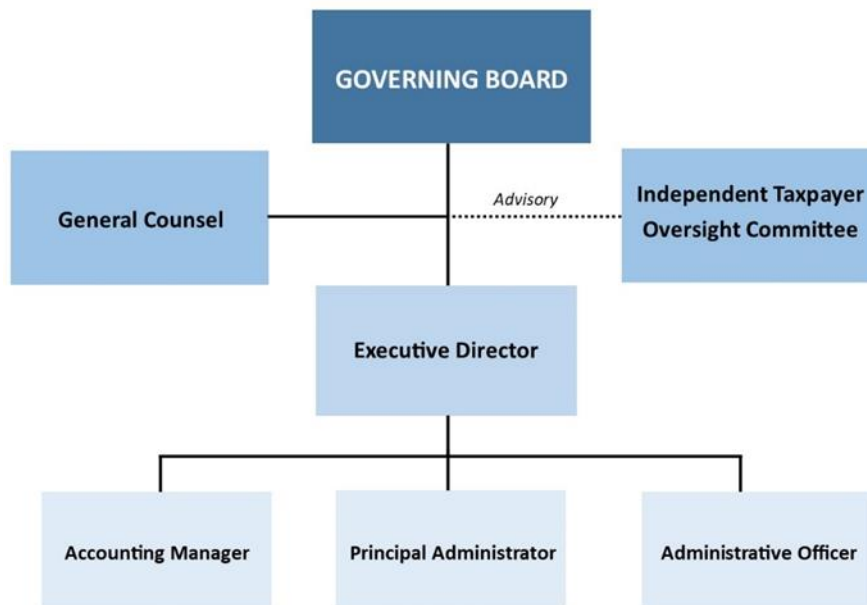 GOVERNING BOARD
General Counsel
Advisory
Independent Taxpayer
Oversight Committee
Executive Director
Accounting Manager
Principal Administrator
Administrative Officer